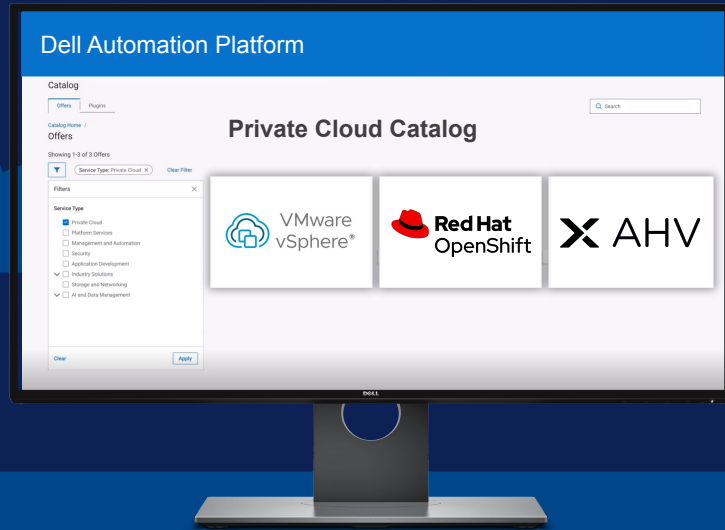 Dell Automation Platform
Catalog
Offers Plugins
Search
Catalog Home /
Offers
Private Cloud Catalog
Showing 1-3 of 3 Offers
Service Type: Private Cloud X Clear Filter
Filters X
Service Type
Private Cloud
Platform Services
Management and Automation
Security
Application Development
Industry Solutions
Storage and Networking
AI and Data Management
Clear Apply
VMware
vSphere®
Red Hat
OpenShift
AHV
DELL